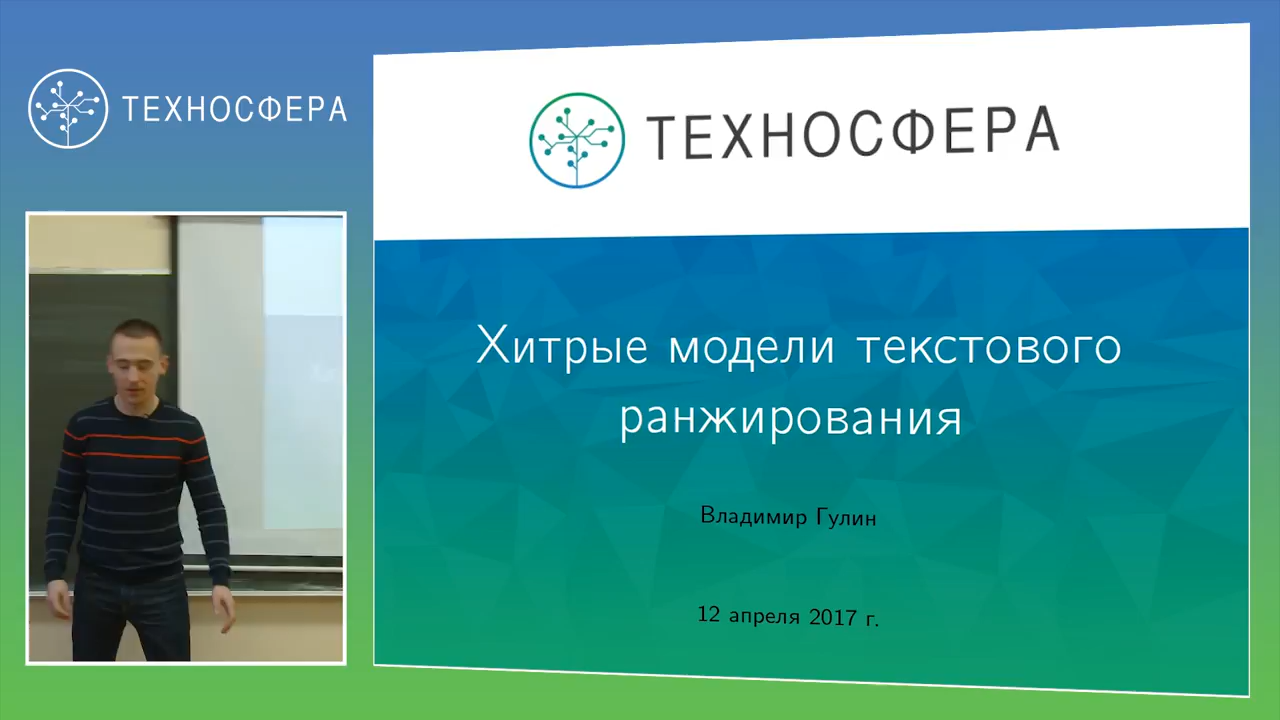 ТЕХНОСФЕРА
ТЕХНОСФЕРА
Хитрые модели текстового
ранжирования
Владимир Гулин
12 апреля 2017 г.